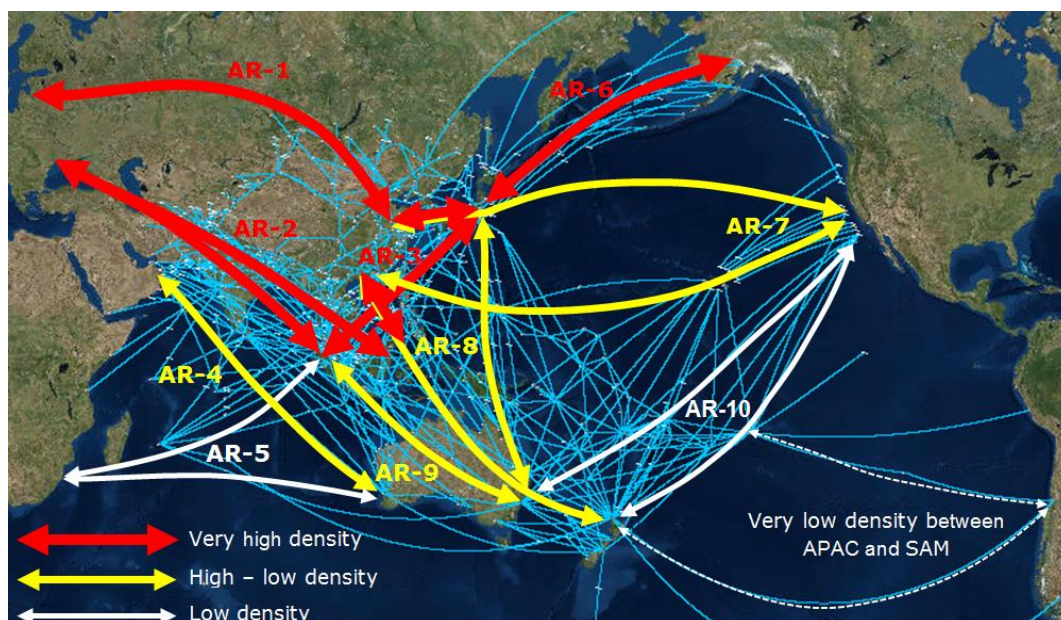 AR-1
AR-6
AR-2
AR-3
AR-7
AR-8
AR-4
AR-10
AR-5
AR-9
Very high density
High – low density
Low density
Very low density between
APAC and SAM